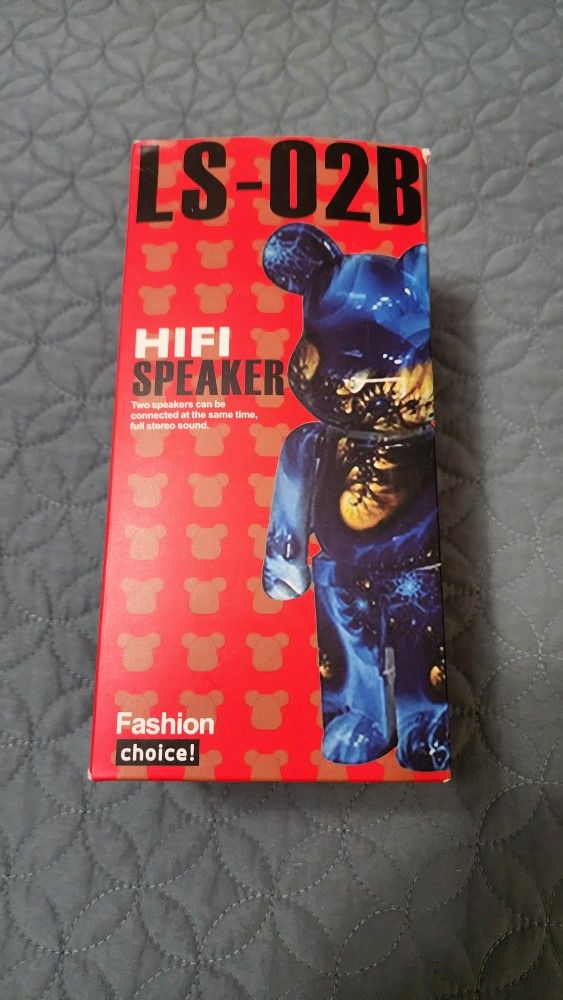 LS-02B
HIFI
SPEAKER
Two speakers can be
connected at the same time,
full stereo sound.
Fashion
choice!